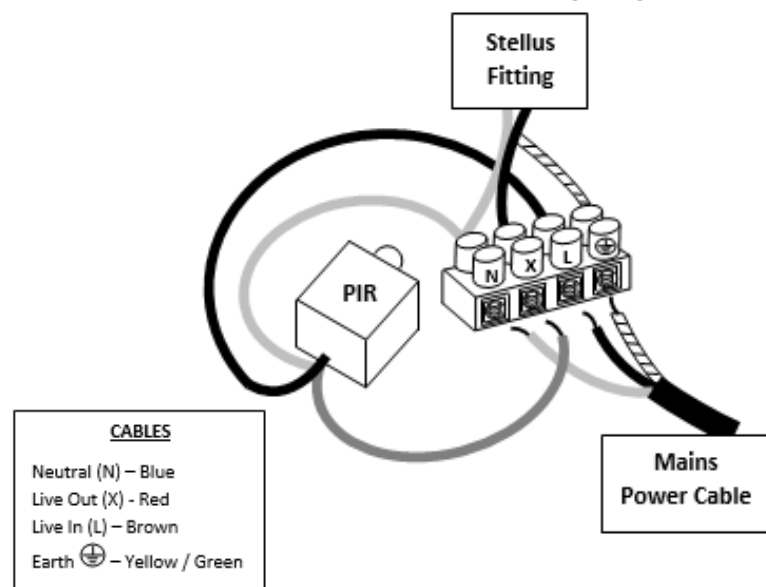 Stellus
Fitting
PIR
N
X
L
CABLES
Neutral (N) – Blue
Live Out (X) - Red
Live In (L) – Brown
Earth – Yellow / Green
Mains
Power Cable